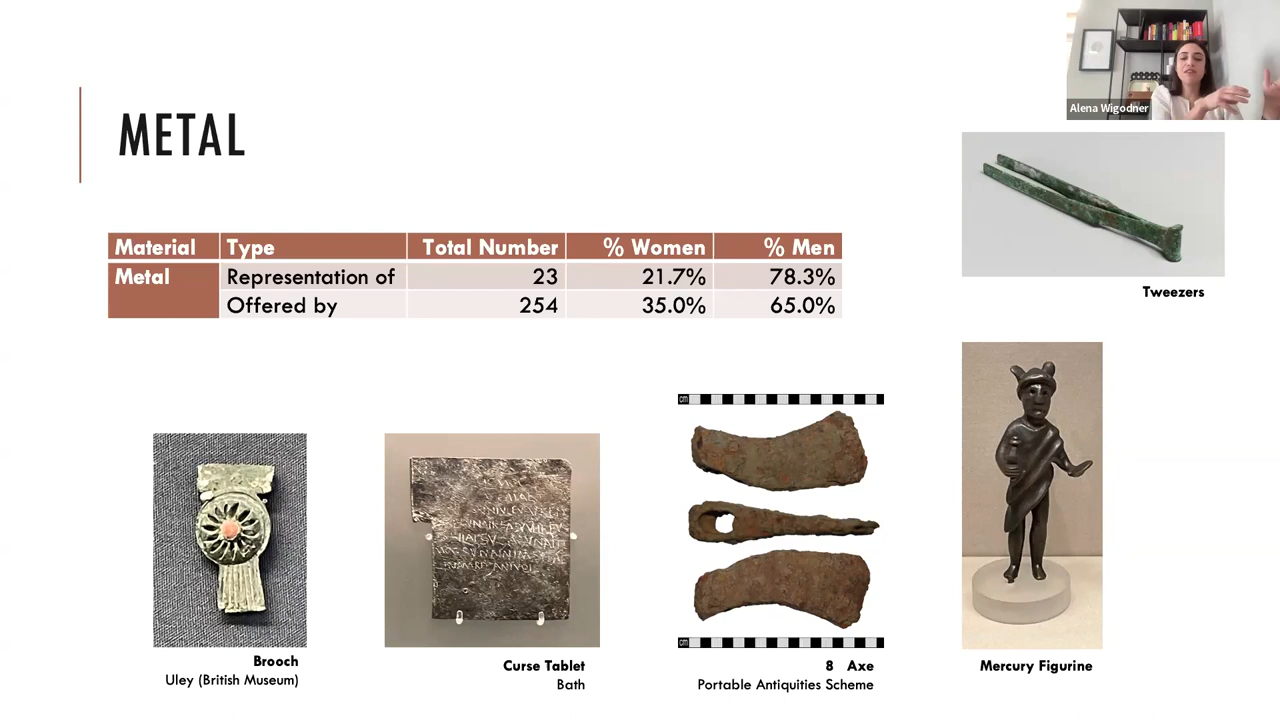 Alena Wigodner
METAL
Material Type Total Number % Women % Men
Metal Representation of 23 21.7% 78.3%
Offered by 254 35.0% 65.0%
Tweezers
cm
cm
Brooch
Uley (British Museum)
Curse Tablet
Bath
8 Axe
Portable Antiquities Scheme
Mercury Figurine